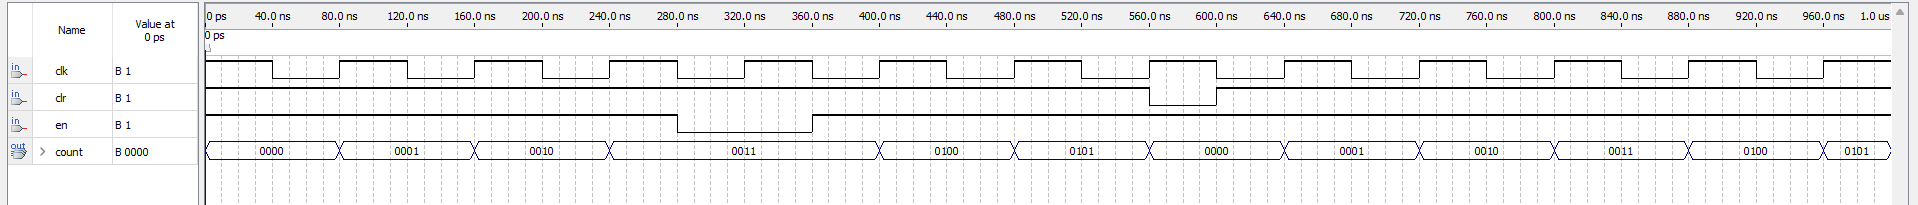 Name
Value at
0 ps
0 ps 40.0 ns 80.0 ns 120.0 ns 160.0 ns 200.0 ns 240.0 ns 280.0 ns 320.0 ns 360.0 ns 400.0 ns 440.0 ns 480.0 ns 520.0 ns 560.0 ns 600.0 ns 640.0 ns 680.0 ns 720.0 ns 760.0 ns 800.0 ns 840.0 ns 880.0 ns 920.0 ns 960.0 ns 1.0 us
0 ps
in clk B 1
in clr B 1
in en B 1
out > count B 0000 0000 0001 0010 0011 0100 0101 0000 0001 0010 0011 0100 0101